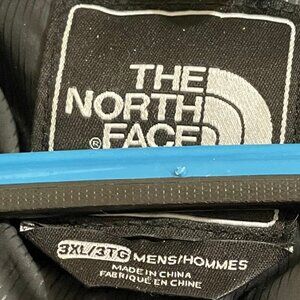 THE
NORTH
®FACE
3XL/3TG MENS/HOMMES
MADE IN CHINA
FABRIQUÉ EN CHINE